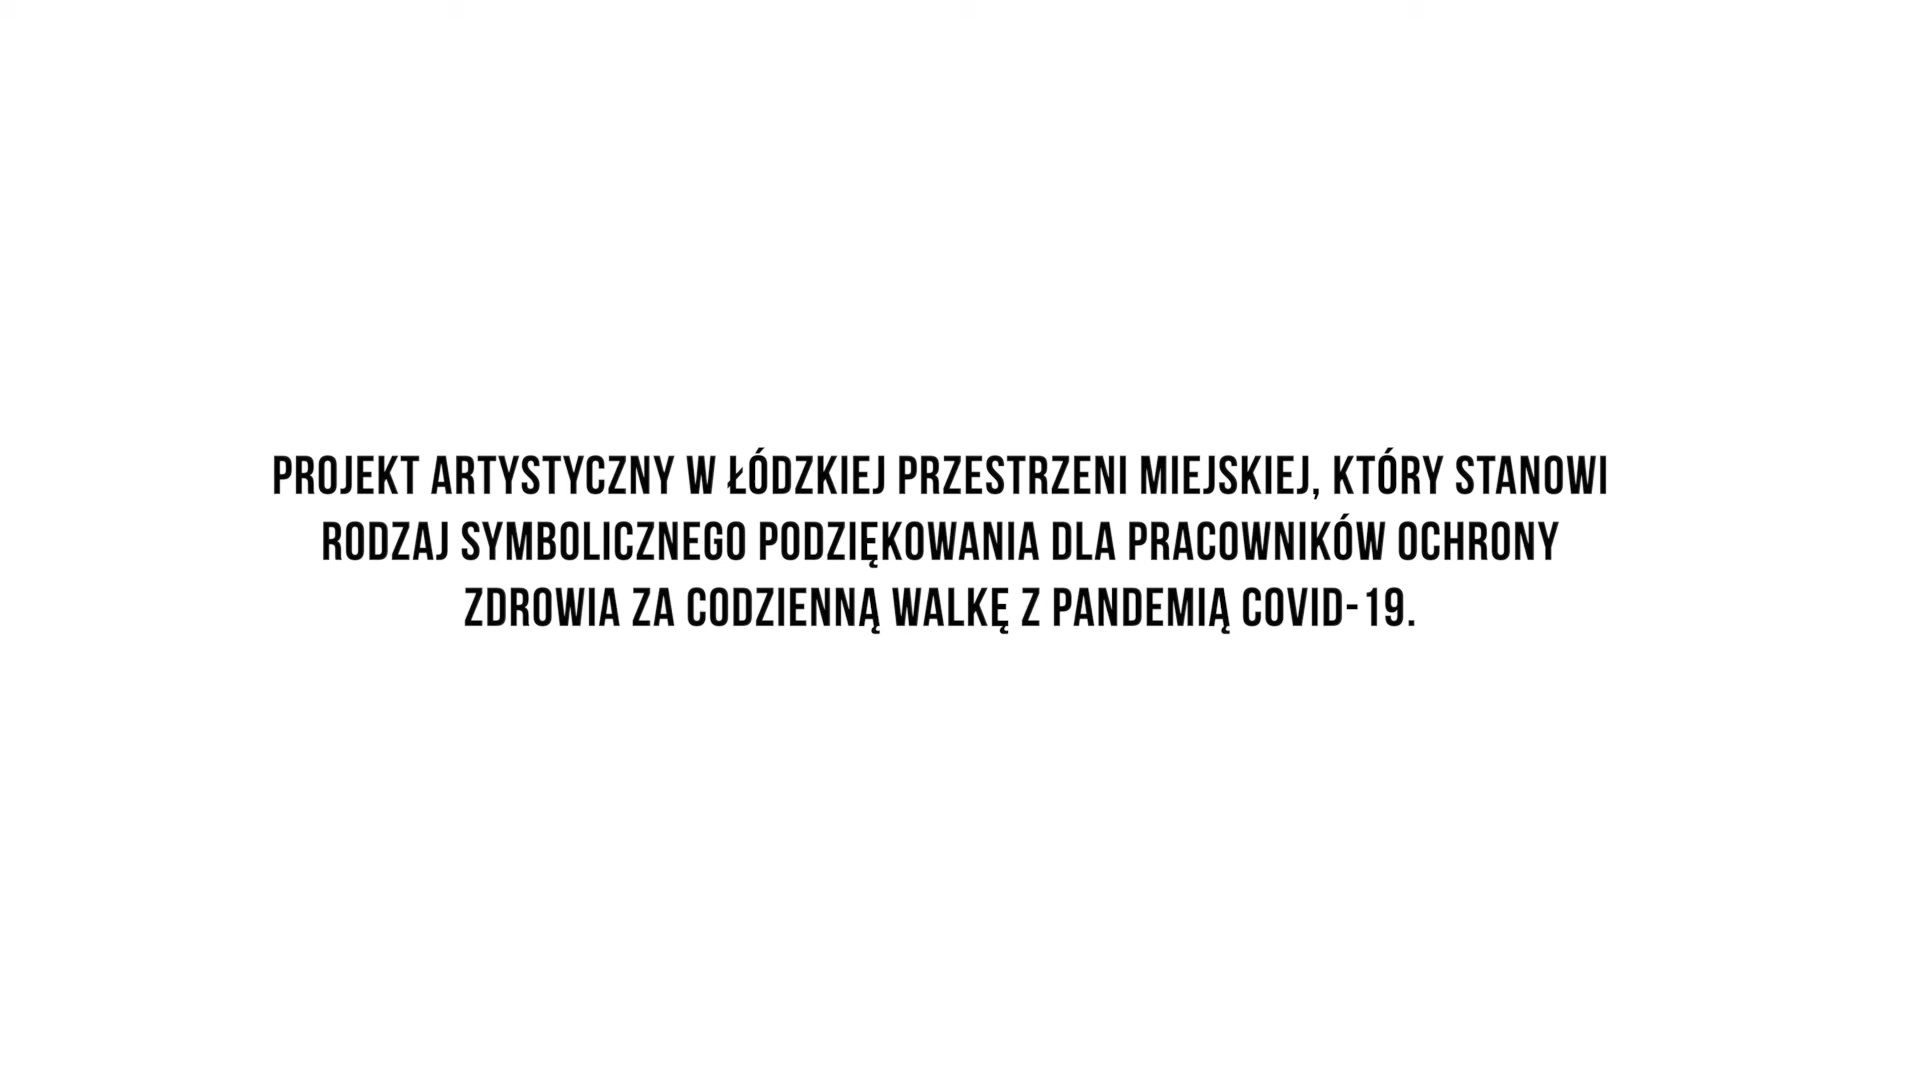 PROJEKT ARTYSTYCZNY W ŁÓDZKIEJ PRZESTRZENI MIEJSKIEJ, KTÓRY STANOWI
RODZAJ SYMBOLICZNEGO PODZIĘKOWANIA DLA PRACOWNIKÓW OCHRONY
ZDROWIA ZA CODZIENNĄ WALKĘ Z PANDEMIĄ COVID-19.